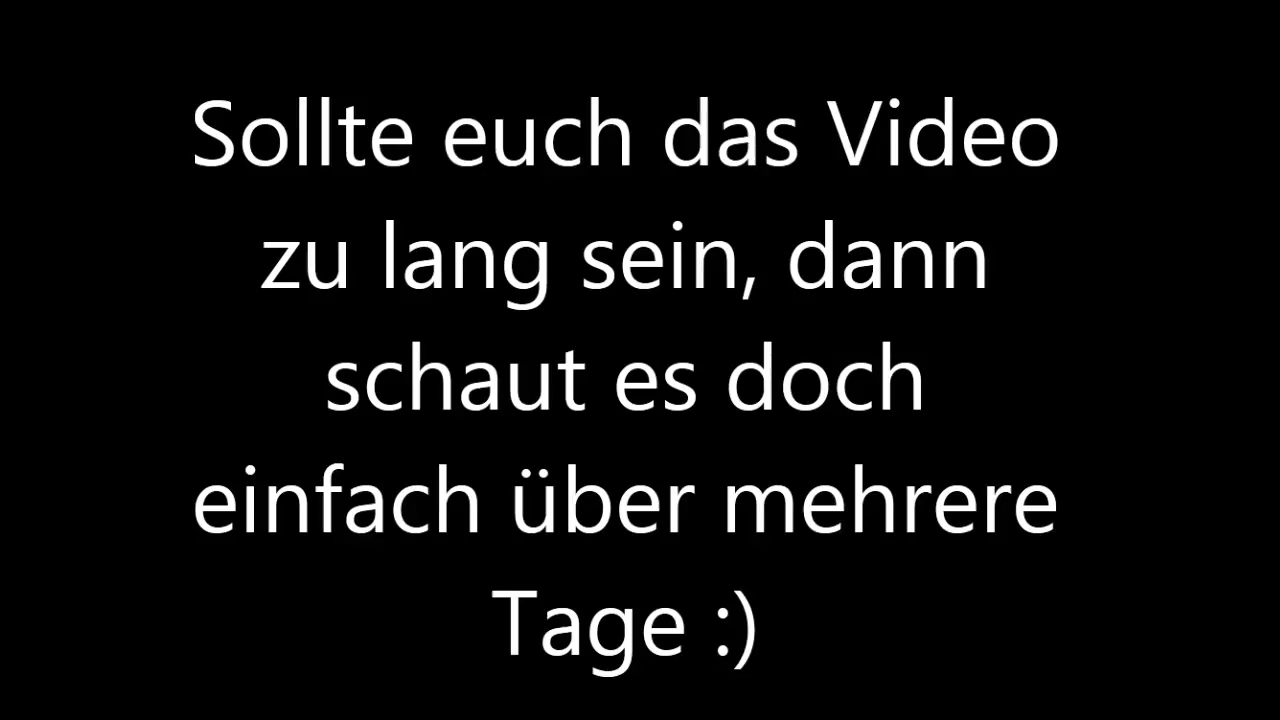 Sollte euch das Video
zu lang sein, dann
schaut es doch
einfach über mehrere
Tage :)